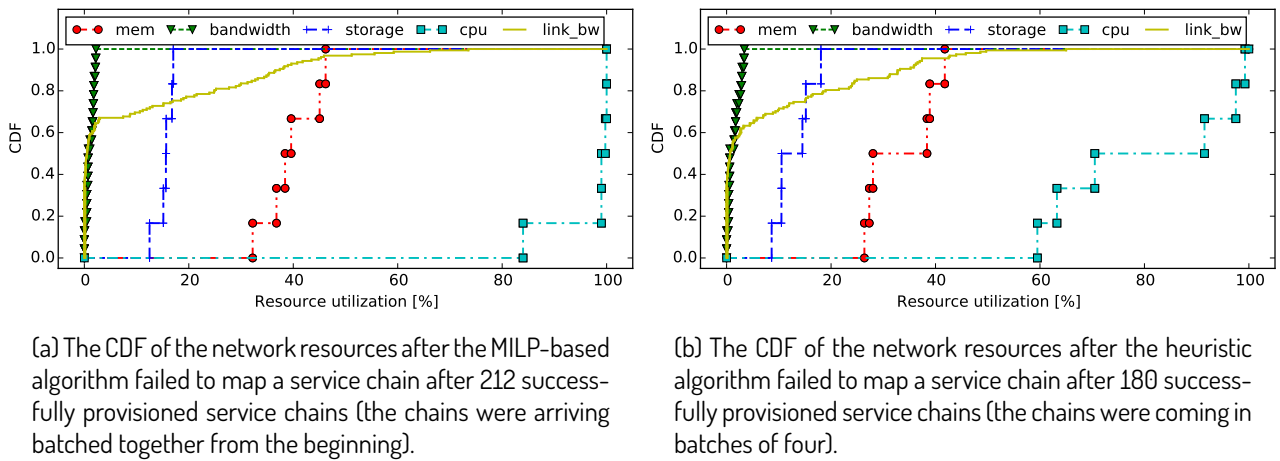 mem bandwidth storage cpu link_bw
1.0
0.8
0.6
0.4
0.2
0.0
CDF
0 20 40 60 80 100
Resource utilization [%]
(a) The CDF of the network resources after the MILP-based
algorithm failed to map a service chain after 212 success-
fully provisioned service chains (the chains were arriving
batched together from the beginning).
mem bandwidth storage cpu link_bw
1.0
0.8
0.6
0.4
0.2
0.0
CDF
0 20 40 60 80 100
Resource utilization [%]
(b) The CDF of the network resources after the heuristic
algorithm failed to map a service chain after 180 success-
fully provisioned service chains (the chains were coming in
batches of four).